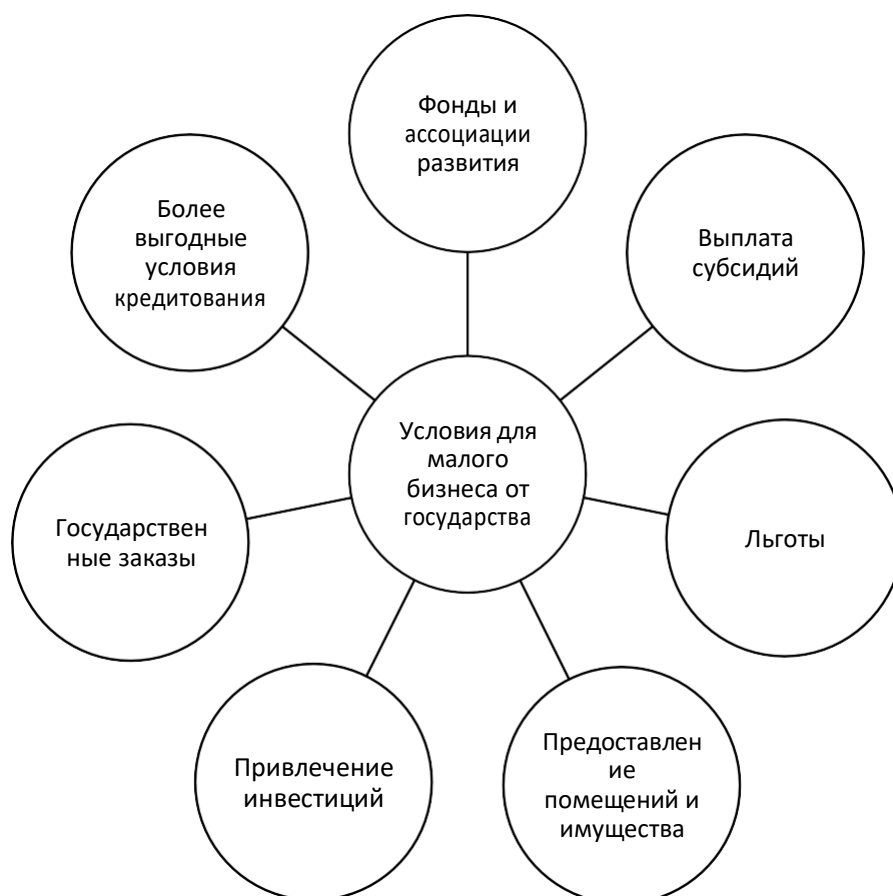 Фонды и
ассоциации
развития
Более
выгодные
условия
кредитования
Выплата
субсидий
Условия для
малого
бизнеса от
государства
Государствен
ные заказы
Льготы
Привлечение
инвестиций
Предоставлен
ие
помещений и
имущества